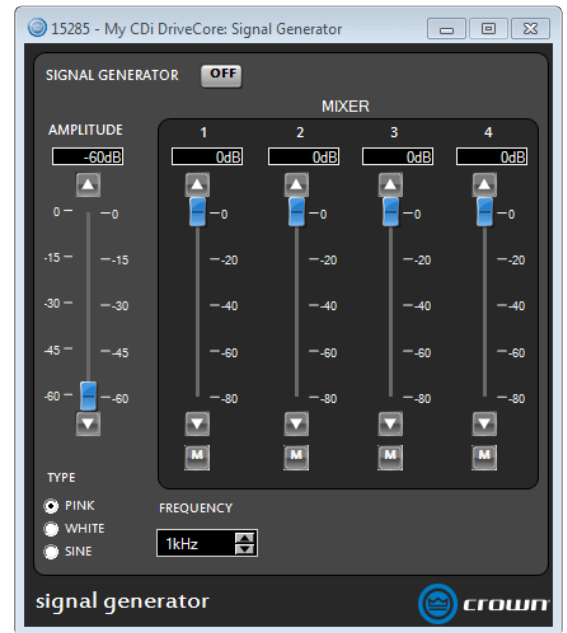 15285 - My CDi DriveCore: Signal Generator
SIGNAL GENERATOR OFF
MIXER
AMPLITUDE 1 2 3 4
-60dB 0dB 0dB 0dB 0dB
0 0 0 0 0 0
-15 -15 -20 -20 -20 -20
-30 -30 -40 -40 -40 -40
-45 -45 -60 -60 -60 -60
-60 -60 -80 -80 -80 -80
M M M M
TYPE
PINK FREQUENCY
WHITE
1kHz
SINE
signal generator crown